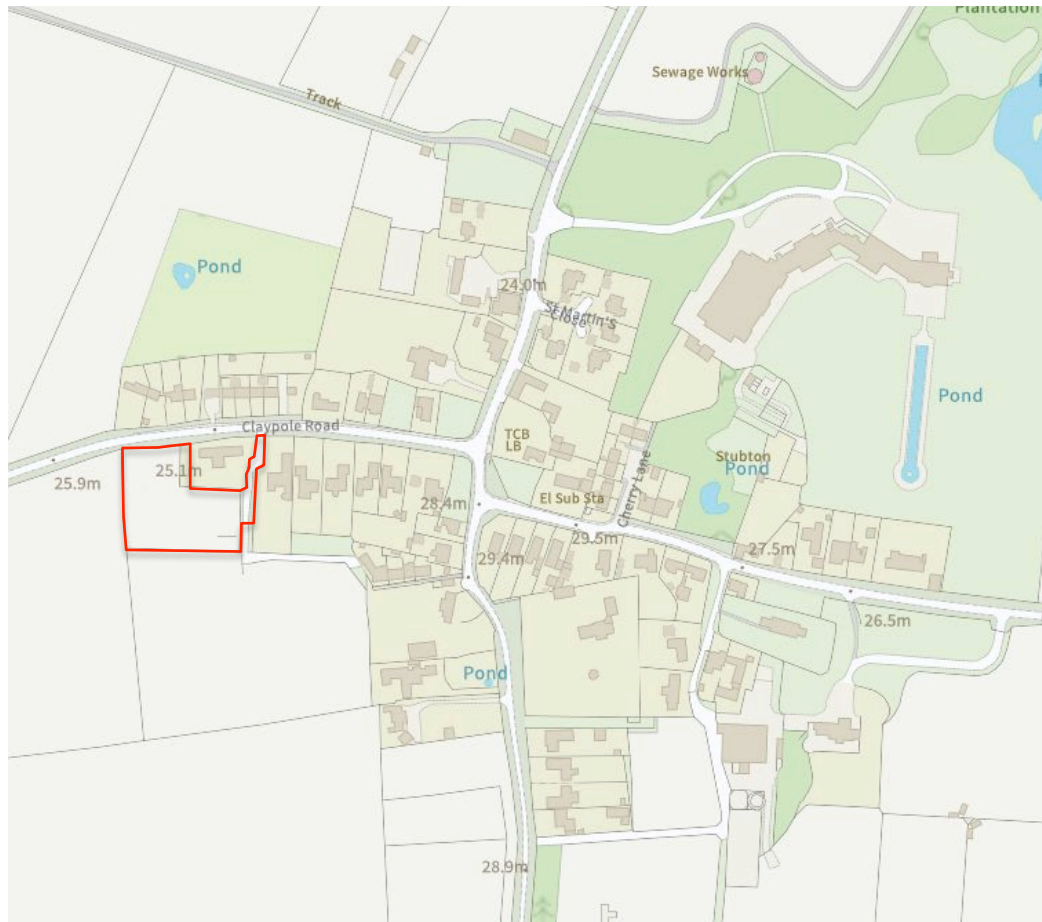 Plantation
Sewage Works
Track
Pond
24.0m
St Martin's
Close
Pond
Claypole Road
TCB
LB
Stubton
Pond
25.1m
25.9m
28.4m
El Sub Sta
Cherry Lane
29.5m
29.4m
27.5m
26.5m
Pond
28.9m